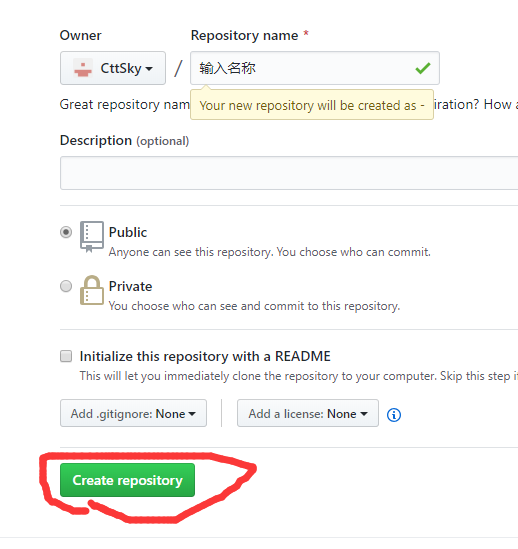 Owner Repository name *
CttSky / 输入名称
Great repository nam iration? How a
Your new repository will be created as -
Description (optional)
Public
Anyone can see this repository. You choose who can commit.
Private
You choose who can see and commit to this repository.
Initialize this repository with a README
This will let you immediately clone the repository to your computer. Skip this step i
Add .gitignore: None Add a license: None
Create repository